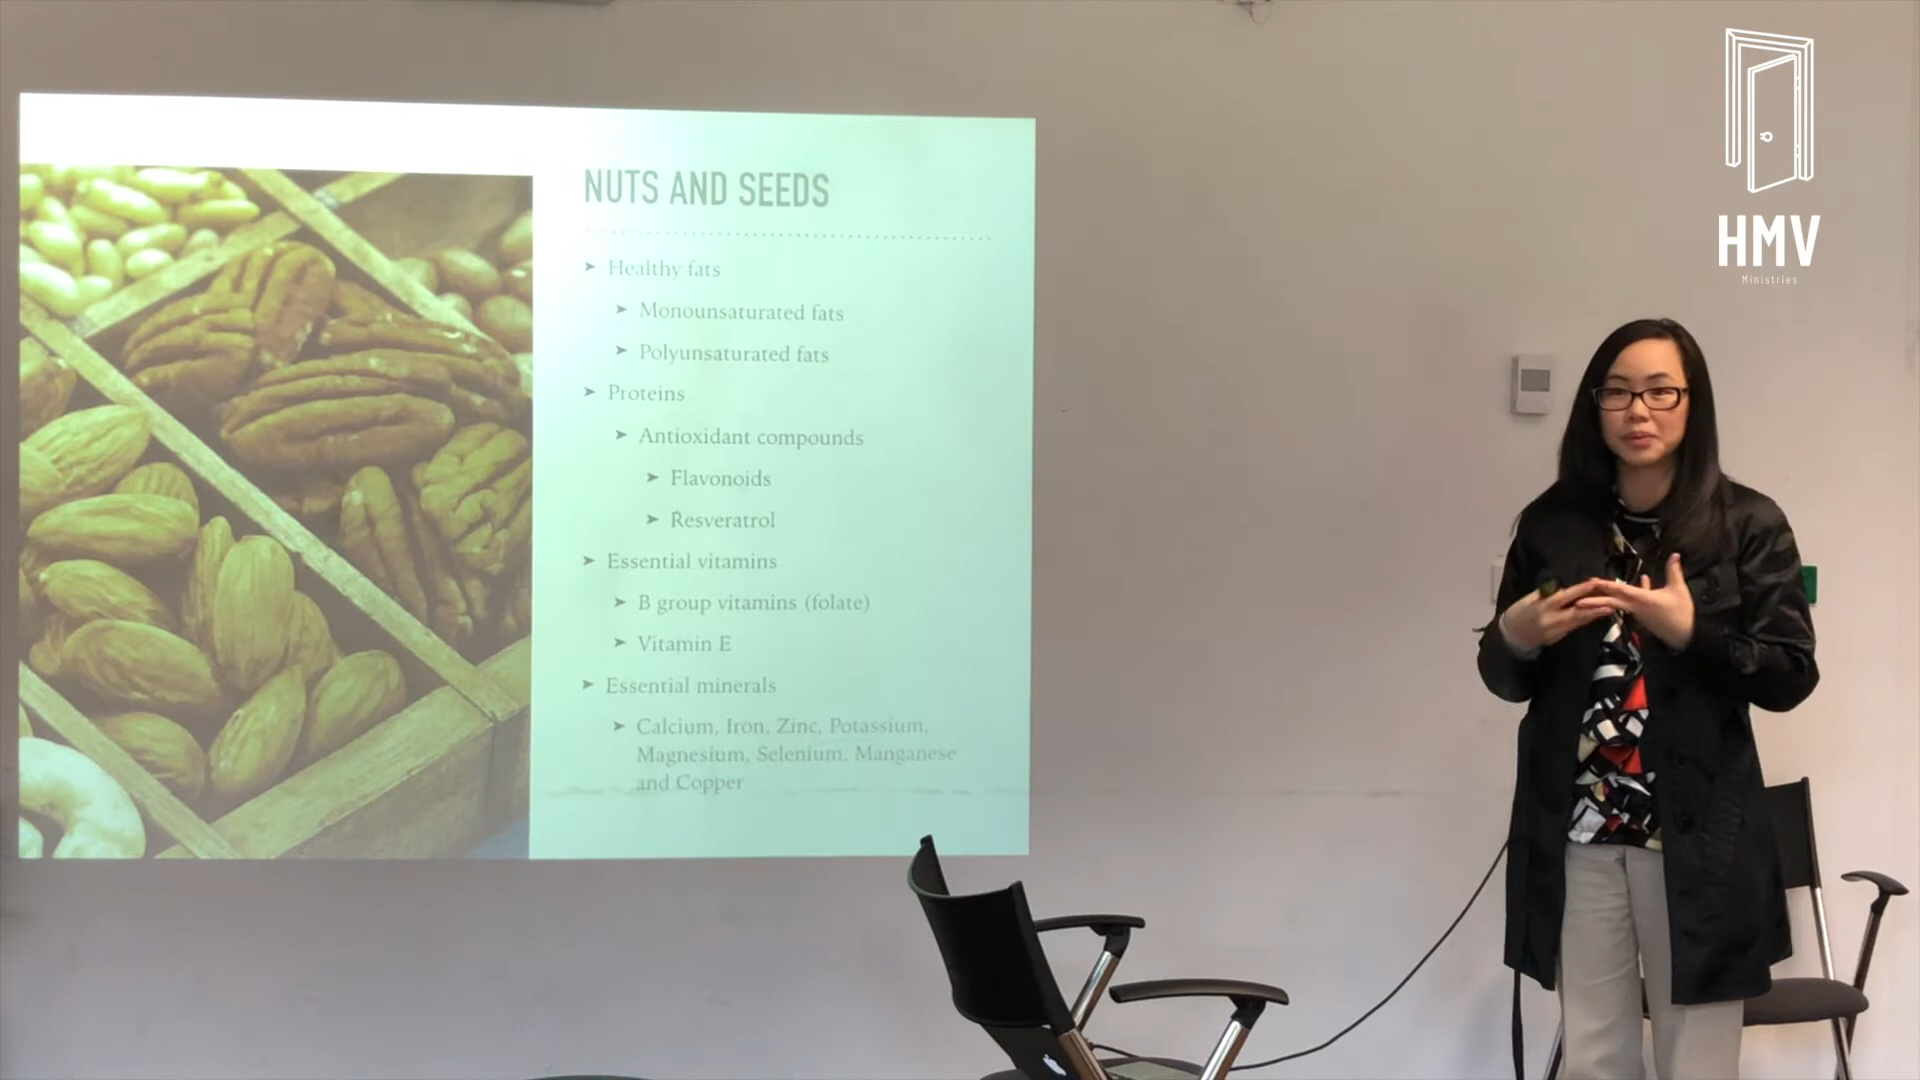 NUTS AND SEEDS
Healthy fats
Monounsaturated fats
Polyunsaturated fats
Proteins
Antioxidant compounds
Flavonoids
Resveratrol
Essential vitamins
B group vitamins (folate)
Vitamin E
Essential minerals
Calcium, Iron, Zinc, Potassium,
Magnesium, Selenium, Manganese
and Copper
HMV
Ministries